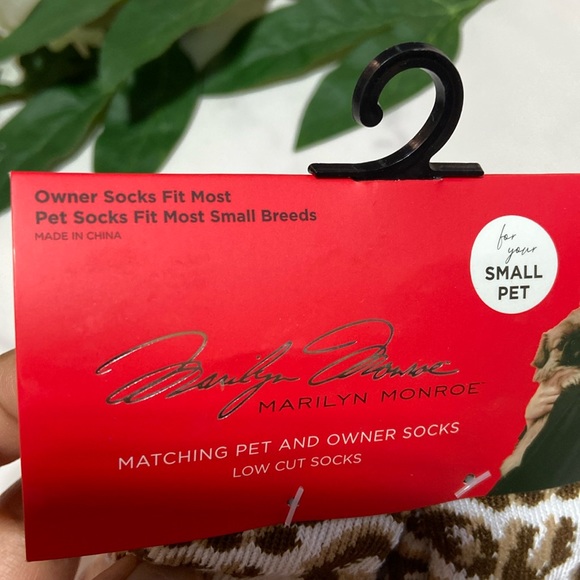 Owner Socks Fit Most
Pet Socks Fit Most Small Breeds
MADE IN CHINA
for
your
SMALL
PET
Marilyn Monroe
MARILYN MONROE™
MATCHING PET AND OWNER SOCKS
LOW CUT SOCKS